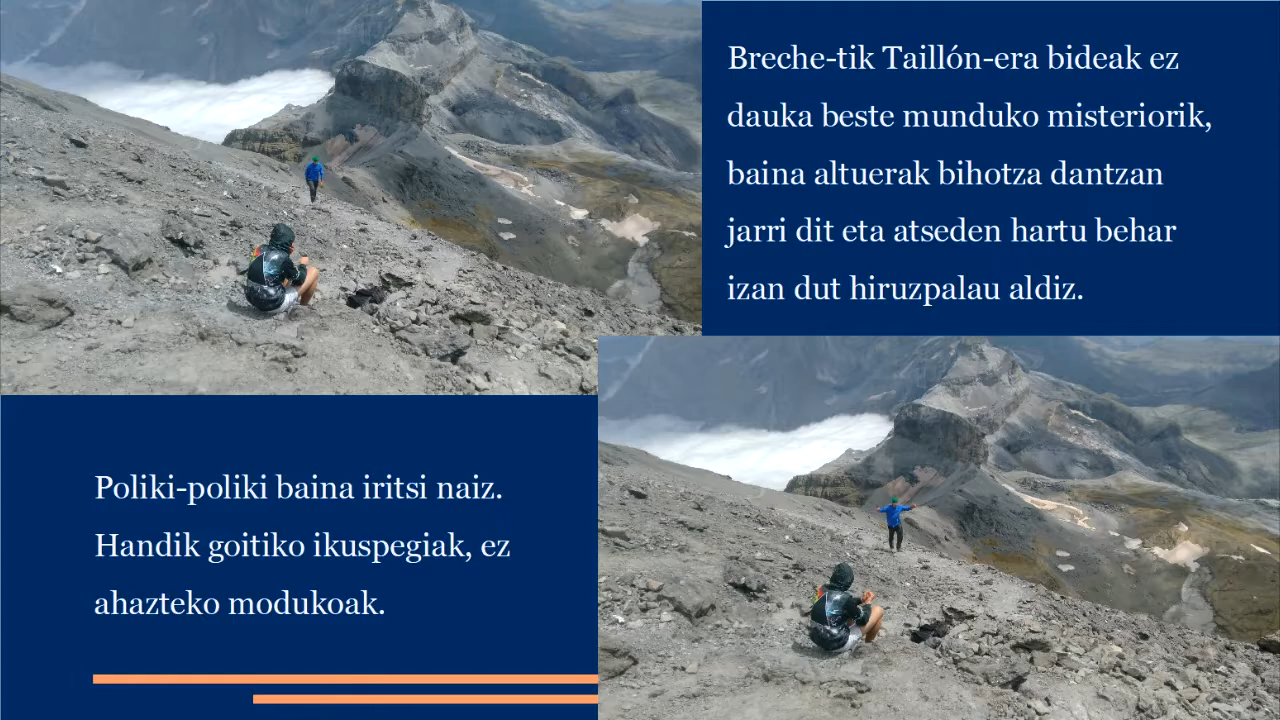 Breche-tik Taillón-era bideak ez
dauka beste munduko misteriorik,
baina altuerak bihotza dantzan
jarri dit eta atseden hartu behar
izan dut hiruzpalau aldiz.
Poliki-poliki baina iritsi naiz.
Handik goitiko ikuspegiak, ez
ahazteko modukoak.